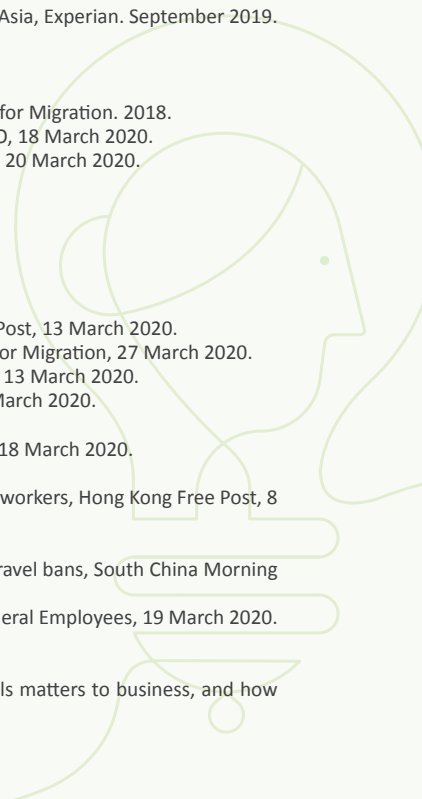 Asia, Experian. September 2019.
for Migration. 2018.
, 18 March 2020.
20 March 2020.
Post, 13 March 2020.
or Migration, 27 March 2020.
13 March 2020.
March 2020.
18 March 2020.
workers, Hong Kong Free Post, 8
ravel bans, South China Morning
eral Employees, 19 March 2020.
ls matters to business, and how